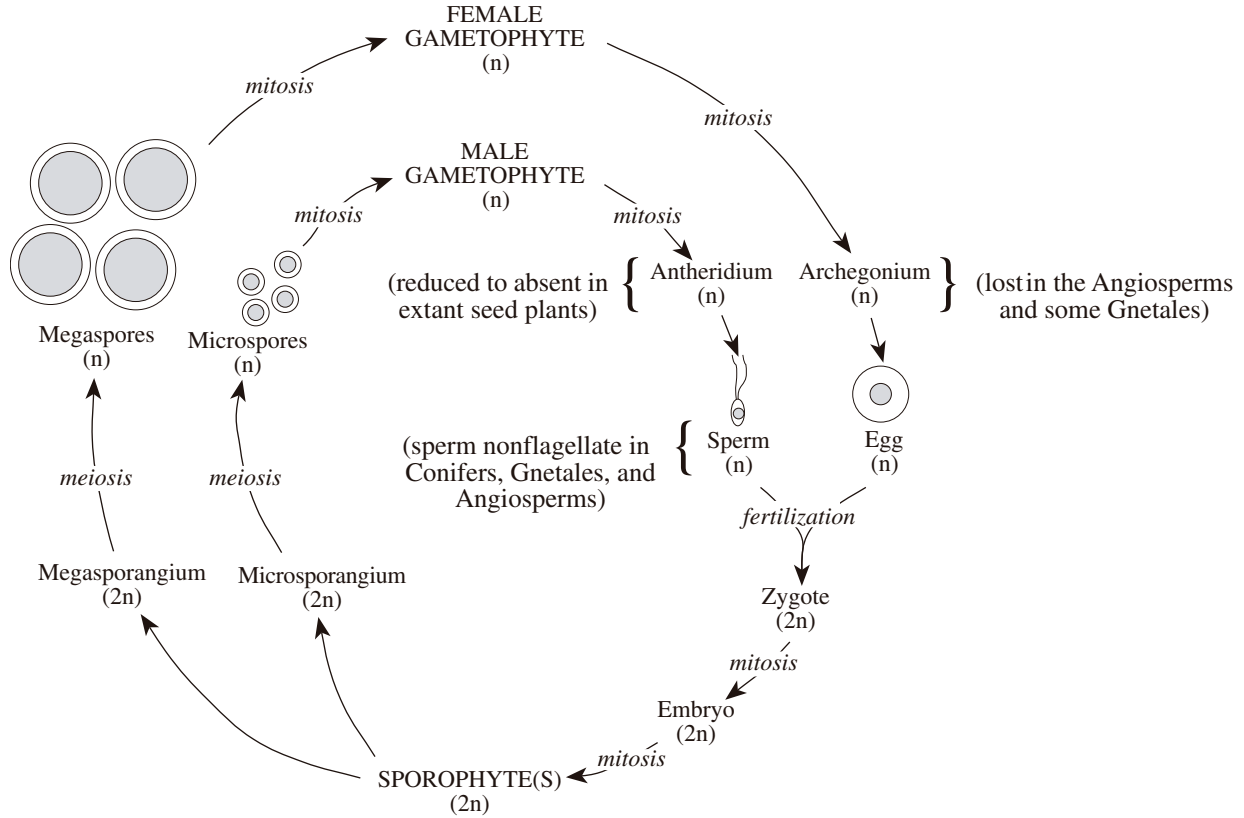 FEMALE
GAMETOPHYTE
(n)
mitosis
mitosis
MALE
GAMETOPHYTE
(n)
mitosis
mitosis
(reduced to absent in
extant seed plants)
{
Antheridium
(n)
Archegonium
(n)
}
(lost in the Angiosperms
and some Gnetales)
Megaspores
(n)
Microspores
(n)
(sperm nonflagellate in
Conifers, Gnetales, and
Angiosperms)
{
Sperm
(n)
Egg
(n)
meiosis
meiosis
fertilization
Megasporangium
(2n)
Microsporangium
(2n)
Zygote
(2n)
mitosis
Embryo
(2n)
mitosis
SPOROPHYTE(S)
(2n)